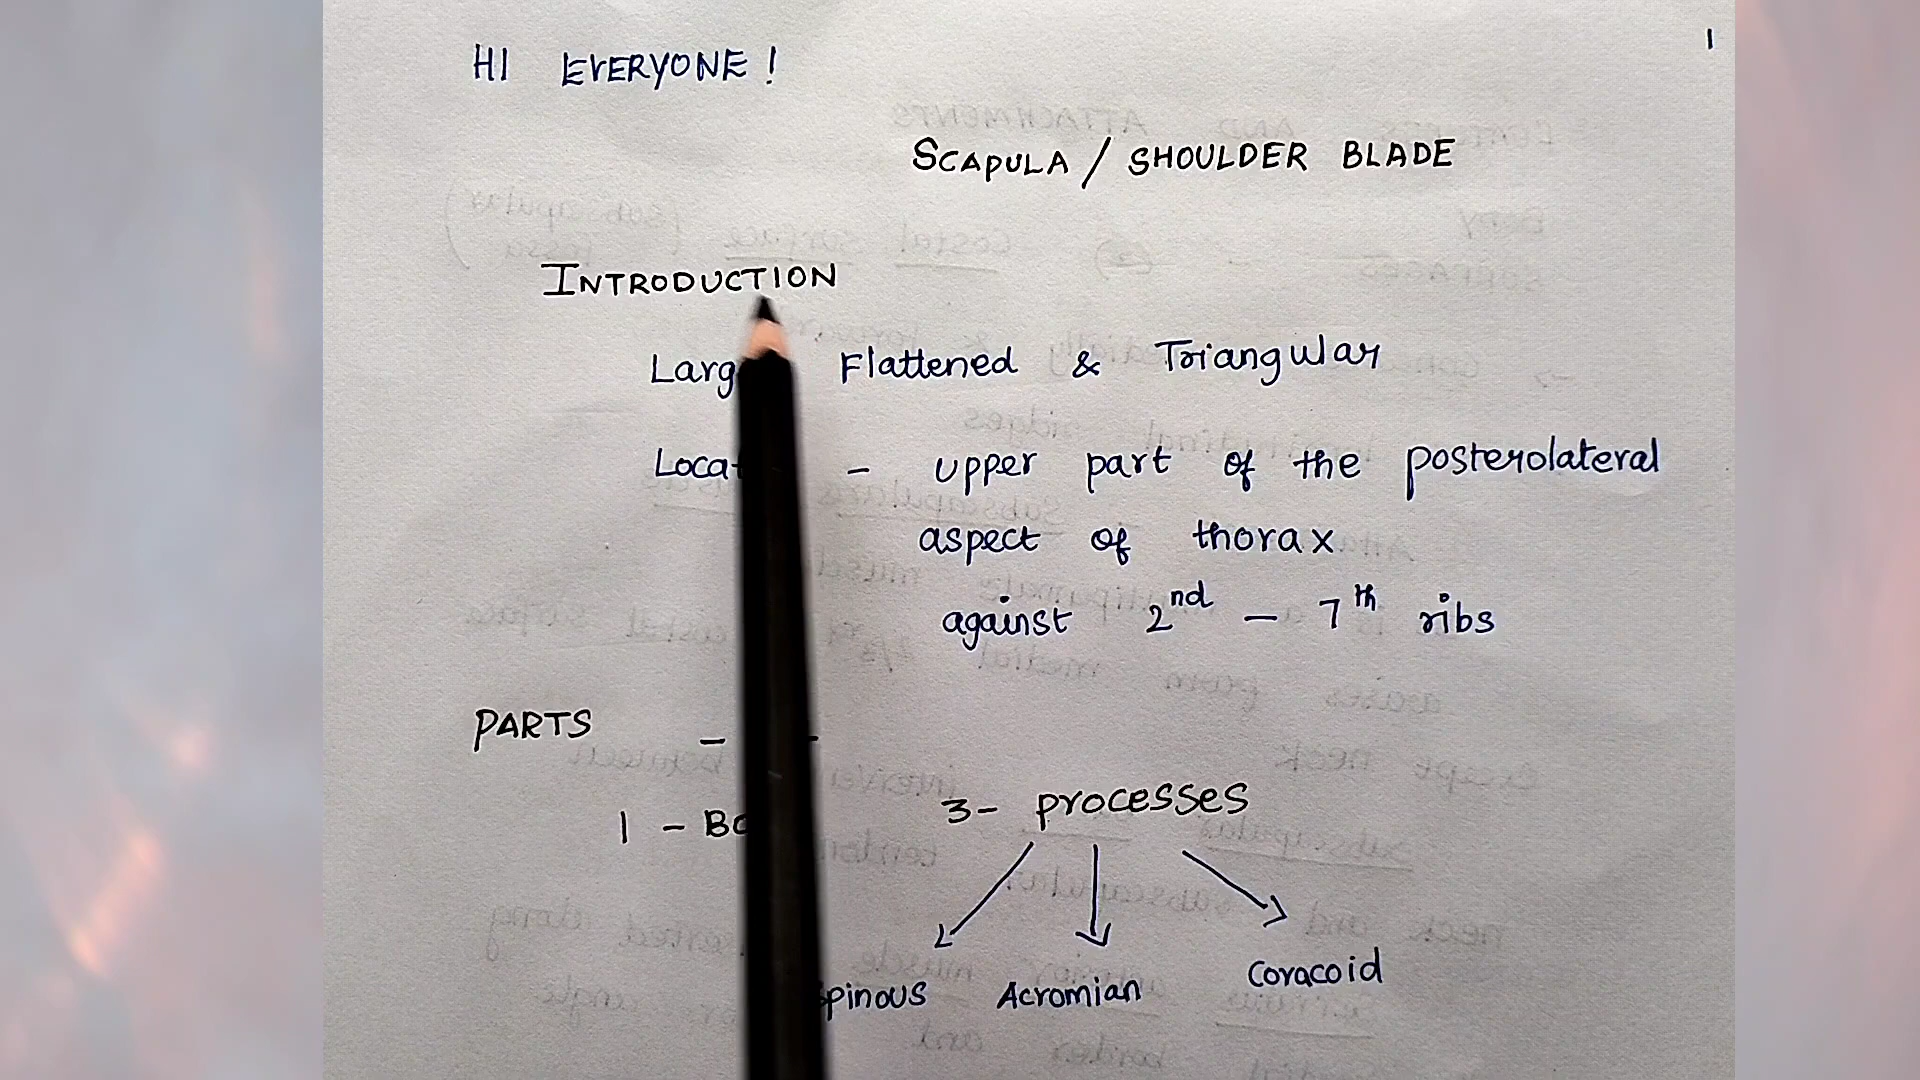 HI EVERYONE! 1
SCAPULA / SHOULDER BLADE
INTRODUCTION
Flattened & Triangular
- upper part of the posterolateral
aspect of thorax
against 2nd - 7th ribs
PARTS -
1 - 3- processes
Acromian Coracoid